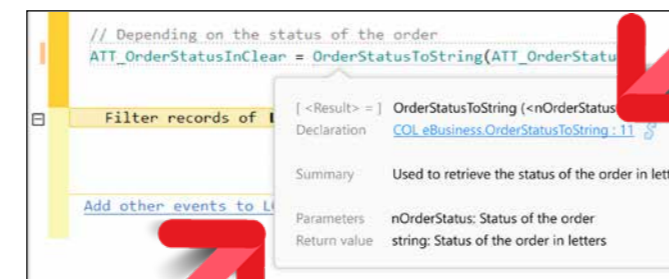 // Depending on the status of the order
ATT_OrderStatusInClear = OrderStatusToString(ATT_OrderStatu
[ <Result> = ] OrderStatusToString (<nOrderStatus
Filter records of
Declaration COL eBusiness.OrderStatusToString : 11
Summary Used to retrieve the status of the order in lett
Add other events to
Parameters nOrderStatus: Status of the order
Return value string: Status of the order in letters